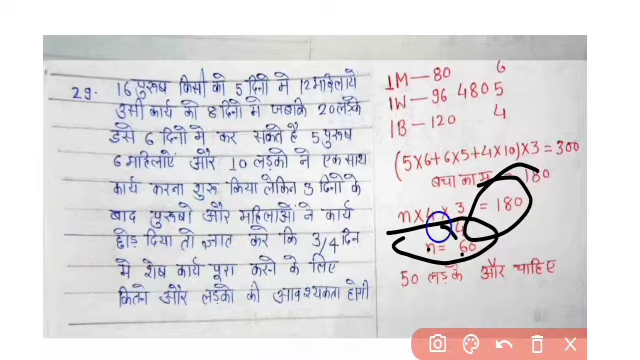 29. 16 पुरुष किसी को 5 दिनो मे 12 महिलायें
उसी कार्य को 8 दिनो मे जबकि 20 लड़के
इसे 6 दिनो मे कर सकते है 5 पुरुष
6 महिलाएं और 10 लड़को ने एक साथ
कार्य करना शुरू किया लेकिन 3 दिनो के
बाद पुरुषो और महिलाओ ने कार्य
छोड़ दिया तो ज्ञात करे कि 3/4 दिन
मे शेष कार्य पूरा करने के लिए
कितने और लड़को की आवश्यकता होगी
1M — 80 6
1W — 96 480 5
1B — 120 4
(5×6+6×5+4×10)×3 = 300
बचा कार्य = 180
n×4×3/4 = 180
n = 60
50 लड़के और चाहिए